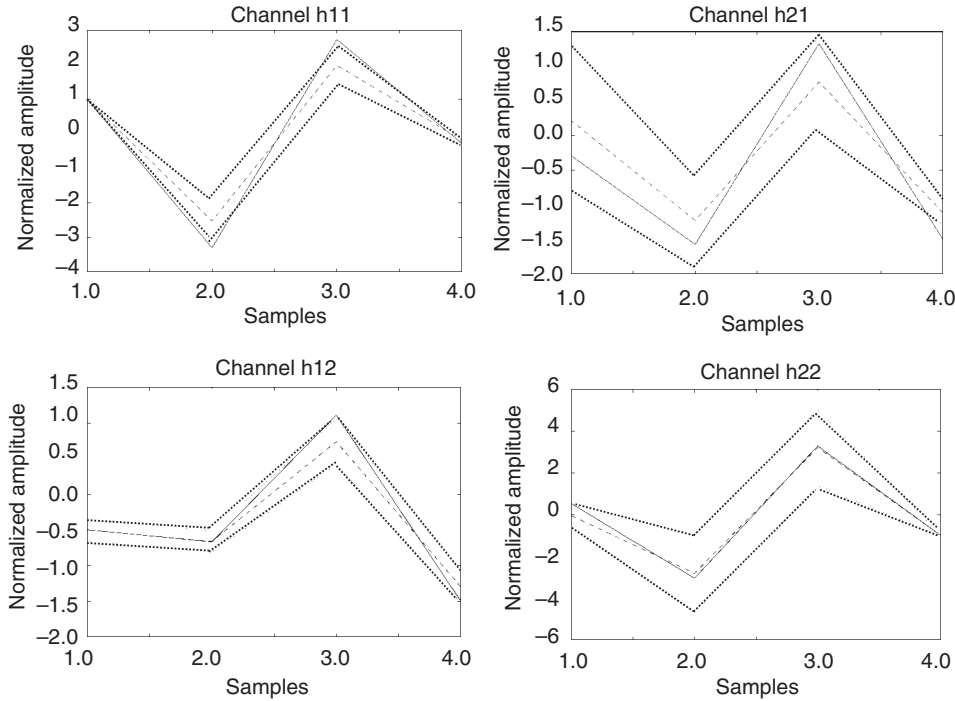 Channel h11
Normalized amplitude
3
2
1
0
–1
–2
–3
–4
1.0 2.0 3.0 4.0
Samples
Channel h21
Normalized amplitude
1.5
1.0
0.5
0.0
–0.5
–1.0
–1.5
–2.0
1.0 2.0 3.0 4.0
Samples
Channel h12
Normalized amplitude
1.5
1.0
0.5
0.0
–0.5
–1.0
–1.5
–2.0
1.0 2.0 3.0 4.0
Samples
Channel h22
Normalized amplitude
6
4
2
0
–2
–4
–6
1.0 2.0 3.0 4.0
Samples